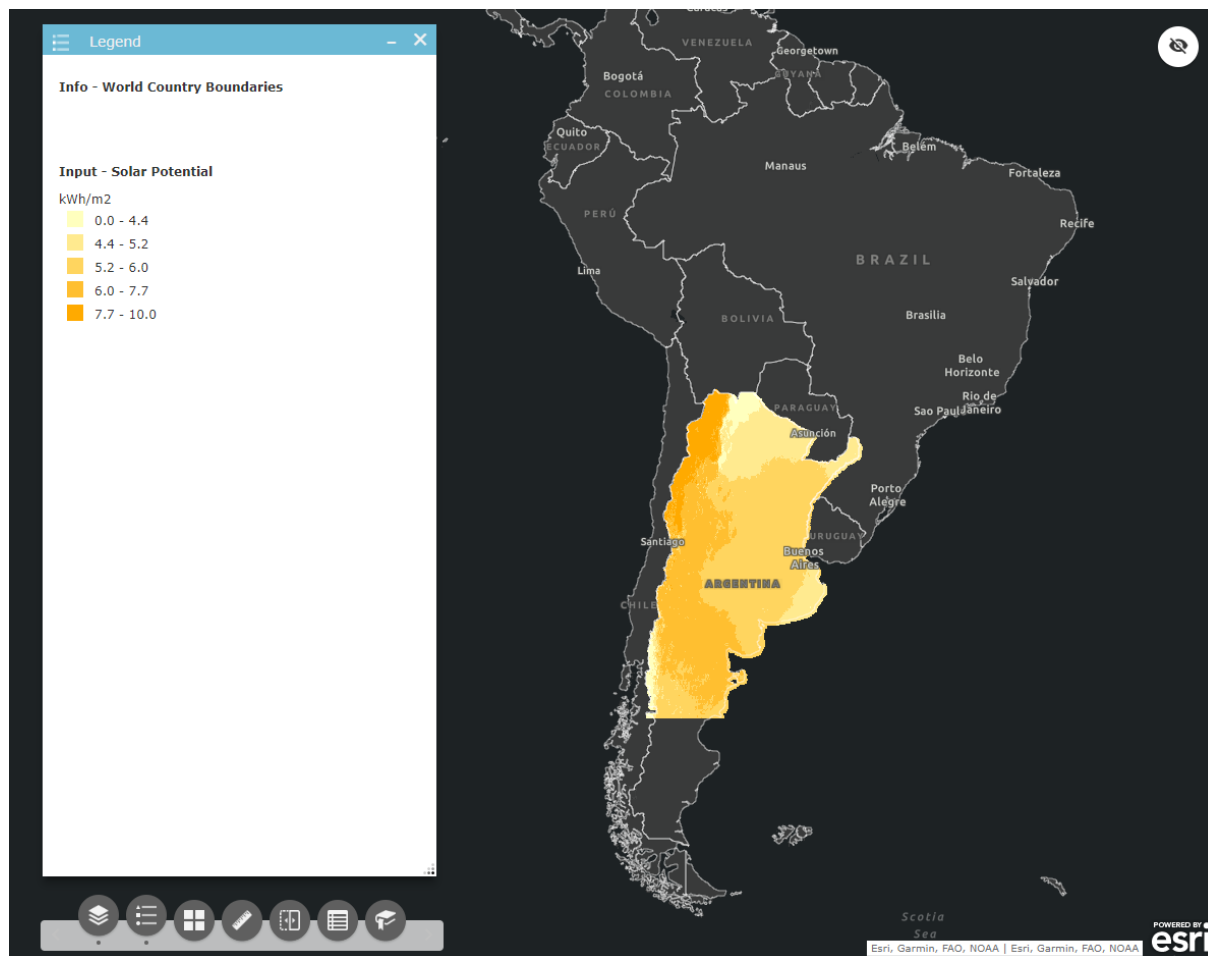 Legend
Info - World Country Boundaries
Input - Solar Potential
kWh/m2
0.0 - 4.4
4.4 - 5.2
5.2 - 6.0
6.0 - 7.7
7.7 - 10.0
Caracas
VENEZUELA
Georgetown
GUYANA
Bogotá
COLOMBIA
Quito
ECUADOR
Belém
Manaus
Fortaleza
PERÚ
Recife
BRAZIL
Lima
Salvador
BOLIVIA
Brasilia
Belo
Horizonte
Rio de
Janeiro
Sao Paulo
PARAGUAY
Asunción
Porto
Alegre
Santiago
URUGUAY
Buenos
Aires
ARGENTINA
CHILE
Scotia
Sea
Esri, Garmin, FAO, NOAA | Esri, Garmin, FAO, NOAA
POWERED BY
esri